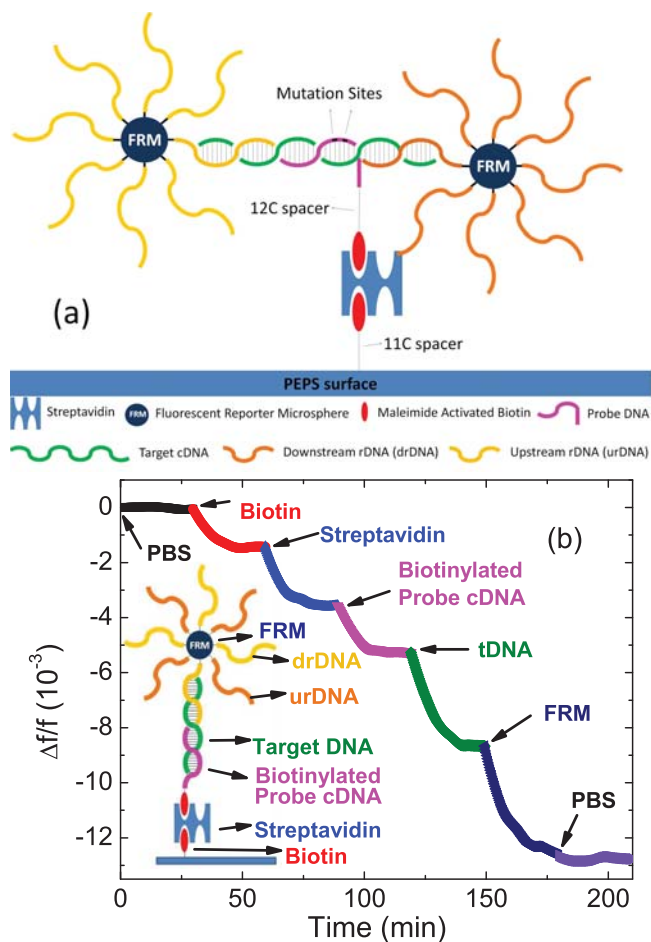 Mutation Sites
FRM
FRM
12C spacer
(a)
11C spacer
PEPS surface
Streptavidin
FRM
Fluorescent Reporter Microsphere
Maleimide Activated Biotin
Probe DNA
Target cDNA
Downstream rDNA (drDNA)
Upstream rDNA (urDNA)
0
-2
-4
-6
-8
-10
-12
Δf/f (10⁻³)
PBS
Biotin
Streptavidin
(b)
Biotinylated
Probe cDNA
tDNA
FRM
PBS
FRM
FRM
drDNA
urDNA
Target DNA
Biotinylated
Probe cDNA
Streptavidin
Biotin
0
50
100
150
200
Time (min)